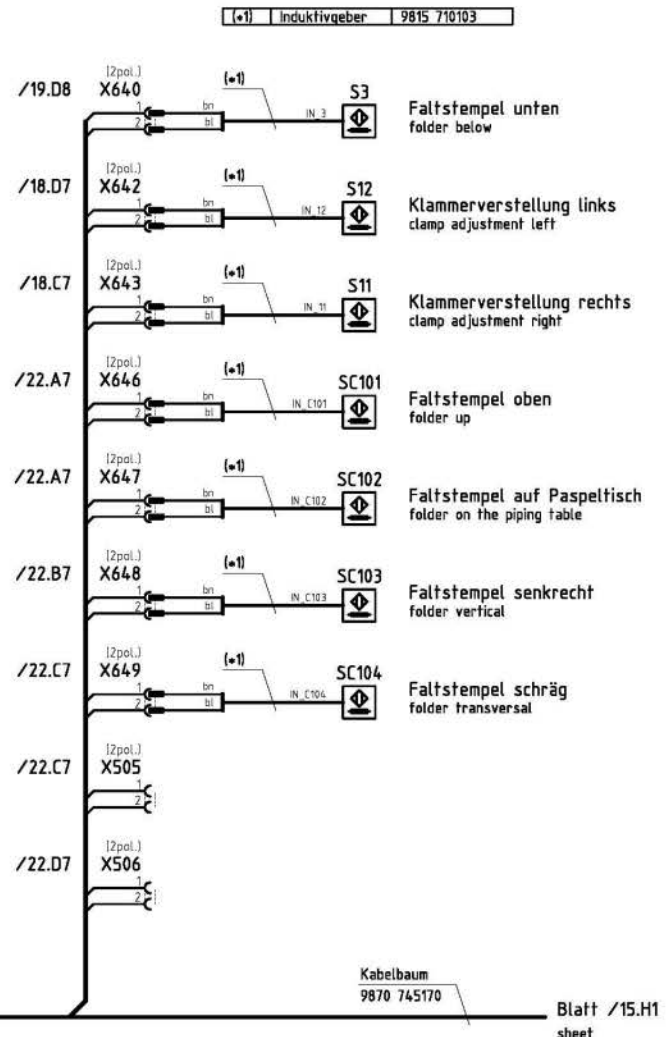 (*1) Induktivgeber 9815 710103
[2pol.]
/19.D8 X640 (*1) S3
1 bn IN_3 Faltstempel unten
2 bl folder below
[2pol.]
/18.D7 X642 (*1) S12
1 bn IN_12 Klammerverstellung links
2 bl clamp adjustment left
[2pol.]
/18.C7 X643 (*1) S11
1 bn IN_11 Klammerverstellung rechts
2 bl clamp adjustment right
[2pol.]
/22.A7 X646 (*1) SC101
1 bn IN_C101 Faltstempel oben
2 bl folder up
[2pol.]
/22.A7 X647 (*1) SC102
1 bn IN_C102 Faltstempel auf Paspeltisch
2 bl folder on the piping table
[2pol.]
/22.B7 X648 (*1) SC103
1 bn IN_C103 Faltstempel senkrecht
2 bl folder vertical
[2pol.]
/22.C7 X649 (*1) SC104
1 bn IN_C104 Faltstempel schräg
2 bl folder transversal
[2pol.]
/22.C7 X505
1
2
[2pol.]
/22.D7 X506
1
2
Kabelbaum
9870 745170
Blatt /15.H1
sheet